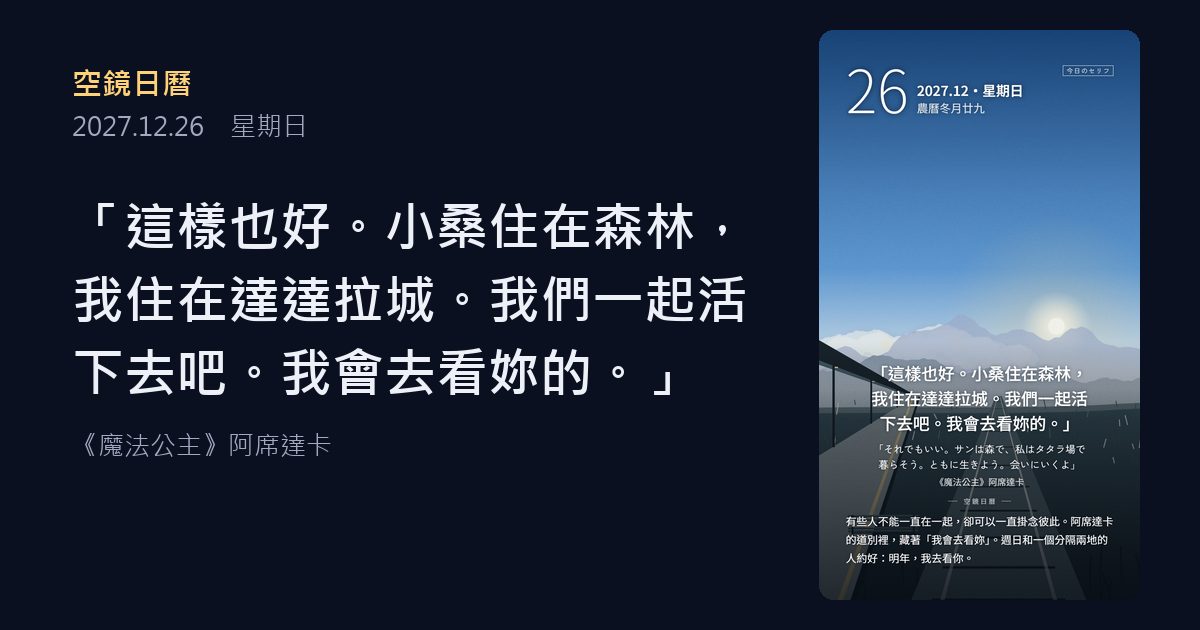 空鏡日曆
2027.12.26　星期日
「這樣也好。小桑住在森林，
我住在達達拉城。我們一起活
下去吧。我會去看妳的。」
《魔法公主》阿席達卡
26
2027.12・星期日
農曆冬月廿九
今日のセリフ
「這樣也好。小桑住在森林，
我住在達達拉城。我們一起活
下去吧。我會去看妳的。」
「それでもいい。サンは森で、私はタタラ場で
暮らそう。ともに生きよう。会いにいくよ」
《魔法公主》阿席達卡
— 空鏡日曆 —
有些人不能一直在一起，卻可以一直掛念彼此。阿席達卡
的道別裡，藏著「我會去看妳」。週日和一個分隔兩地的
人約好：明年，我去看你。